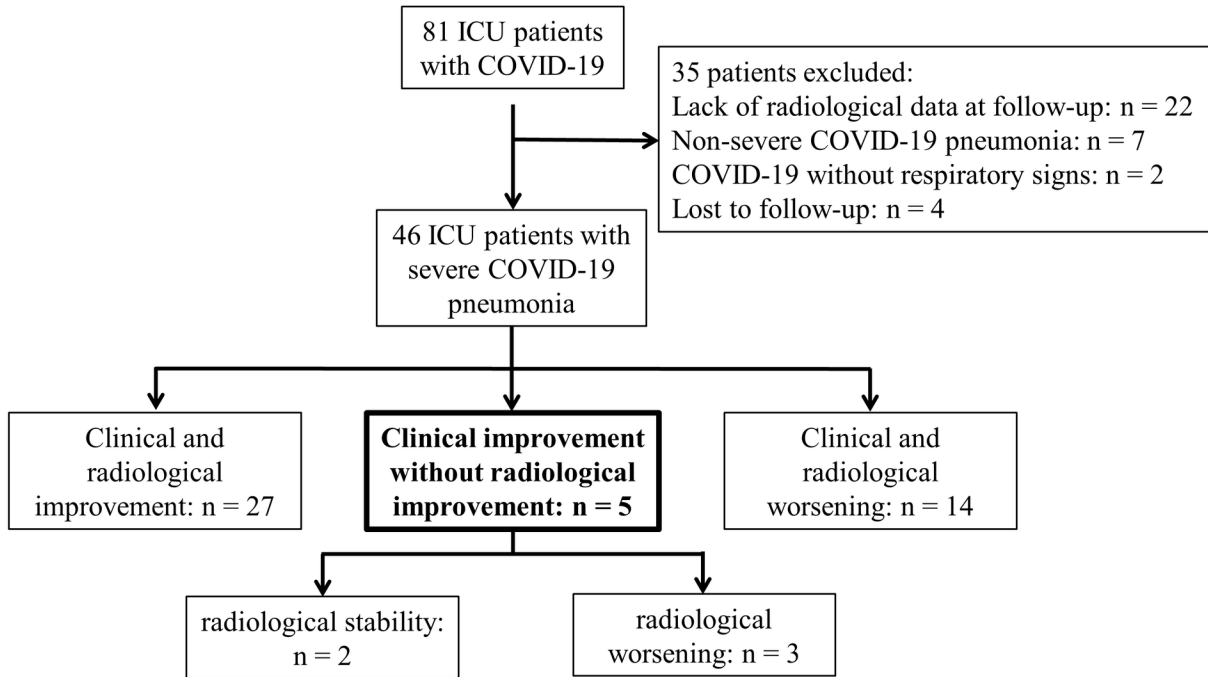 81 ICU patients
with COVID-19
35 patients excluded:
Lack of radiological data at follow-up: n = 22
Non-severe COVID-19 pneumonia: n = 7
COVID-19 without respiratory signs: n = 2
Lost to follow-up: n = 4
46 ICU patients with
severe COVID-19
pneumonia
Clinical and
radiological
improvement: n = 27
Clinical improvement
without radiological
improvement: n = 5
Clinical and
radiological
worsening: n = 14
radiological stability:
n = 2
radiological
worsening: n = 3